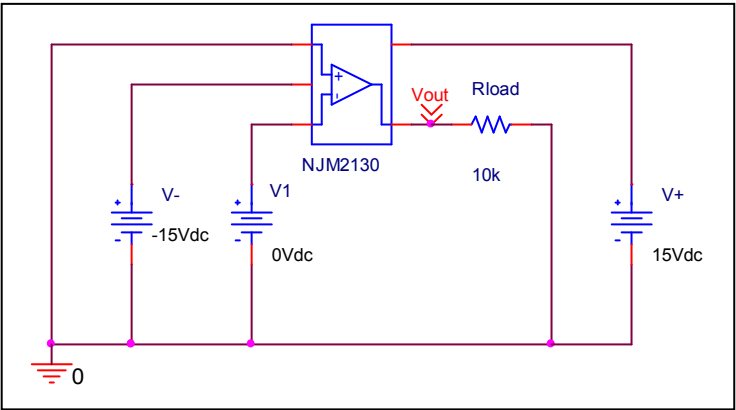 +
-
Vout
Rload
NJM2130
10k
V-
V1
V+
+
-
+
-
+
-
-15Vdc
0Vdc
15Vdc
0